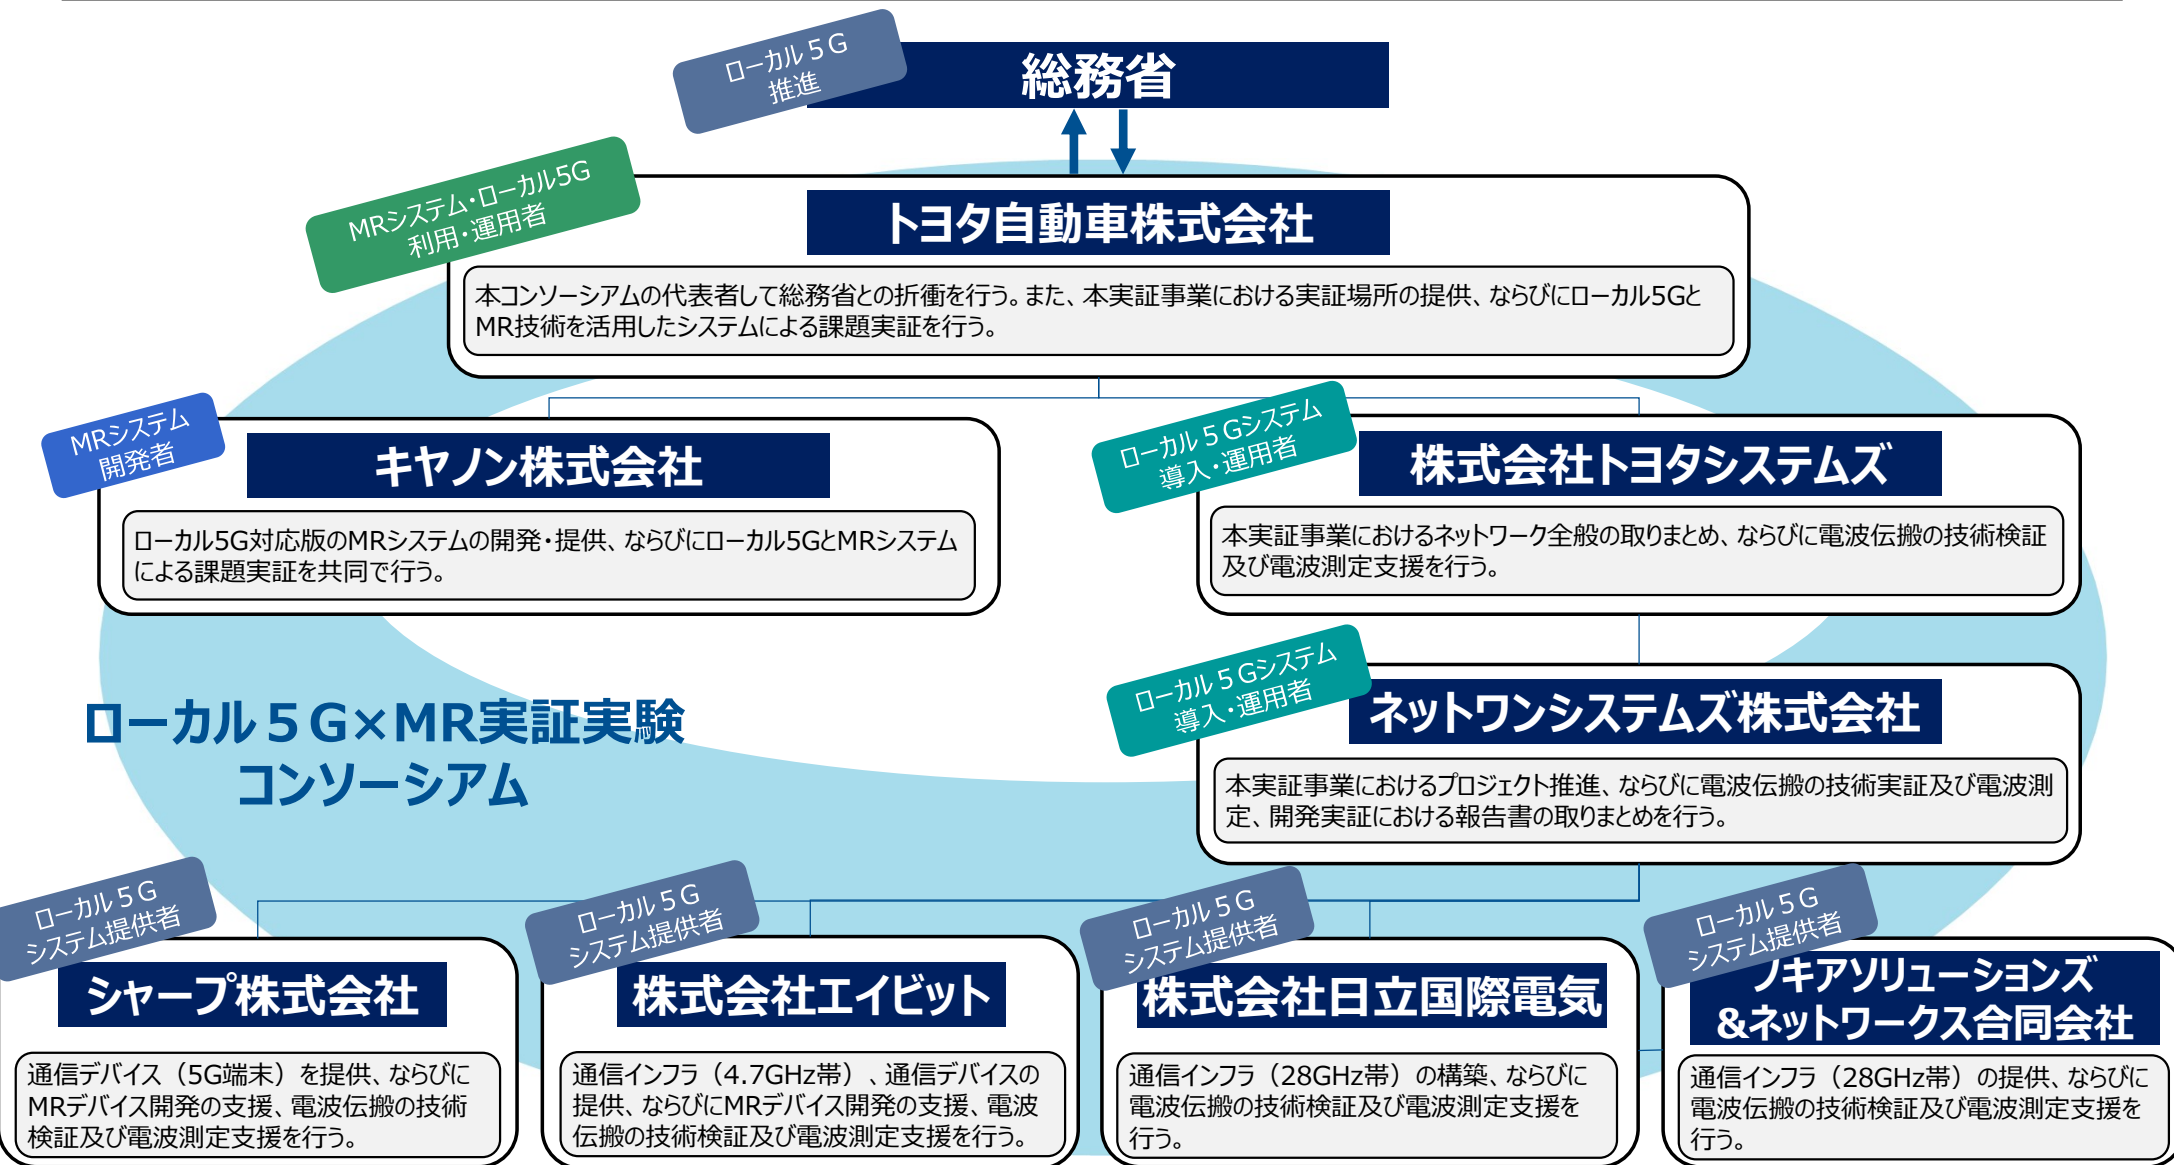 ローカル５G
推進
総務省
MRシステム・ローカル5G
利用・運用者
トヨタ自動車株式会社
本コンソーシアムの代表者して総務省との折衝を行う。また、本実証事業における実証場所の提供、ならびにローカル5Gと
MR技術を活用したシステムによる課題実証を行う。
MRシステム
開発者
キヤノン株式会社
ローカル5G対応版のMRシステムの開発・提供、ならびにローカル5GとMRシステム
による課題実証を共同で行う。
ローカル５Gシステム
導入・運用者
株式会社トヨタシステムズ
本実証事業におけるネットワーク全般の取りまとめ、ならびに電波伝搬の技術検証
及び電波測定支援を行う。
ローカル５Gシステム
導入・運用者
ネットワンシステムズ株式会社
本実証事業におけるプロジェクト推進、ならびに電波伝搬の技術実証及び電波測
定、開発実証における報告書の取りまとめを行う。
ローカル５G×MR実証実験
コンソーシアム
ローカル５G
システム提供者
シャープ株式会社
通信デバイス（5G端末）を提供、ならびに
MRデバイス開発の支援、電波伝搬の技術
検証及び電波測定支援を行う。
ローカル５G
システム提供者
株式会社エイビット
通信インフラ（4.7GHz帯）、通信デバイスの
提供、ならびにMRデバイス開発の支援、電波
伝搬の技術検証及び電波測定支援を行う。
ローカル５G
システム提供者
株式会社日立国際電気
通信インフラ（28GHz帯）の構築、ならびに
電波伝搬の技術検証及び電波測定支援を
行う。
ローカル５G
システム提供者
ノキアソリューションズ
&ネットワークス合同会社
通信インフラ（28GHz帯）の提供、ならびに
電波伝搬の技術検証及び電波測定支援を
行う。